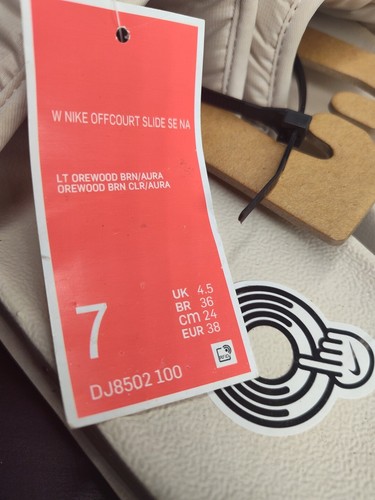 W NIKE OFFCOURT SLIDE SE NA
LT OREWOOD BRN/AURA
OREWOOD BRN CLR/AURA
7
UK 4.5
BR 36
CM 24
EUR 38
DJ8502 100